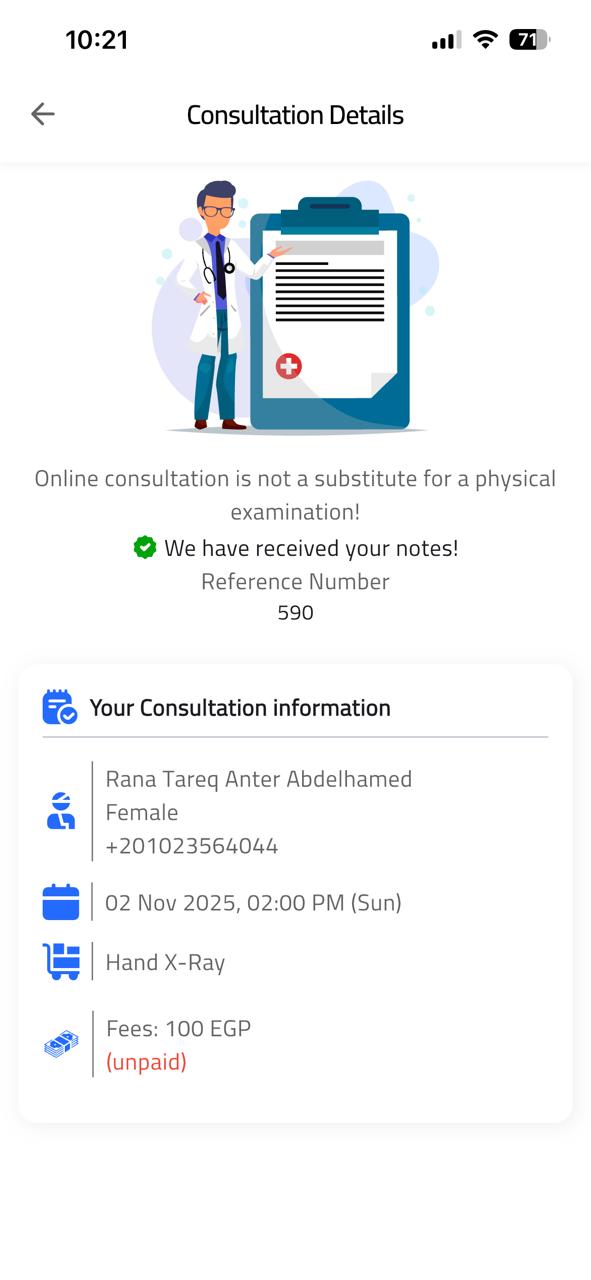 10:21
71
Consultation Details
Online consultation is not a substitute for a physical
examination!
We have received your notes!
Reference Number
590
Your Consultation information
Rana Tareq Anter Abdelhamed
Female
+201023564044
02 Nov 2025, 02:00 PM (Sun)
Hand X-Ray
Fees: 100 EGP
(unpaid)